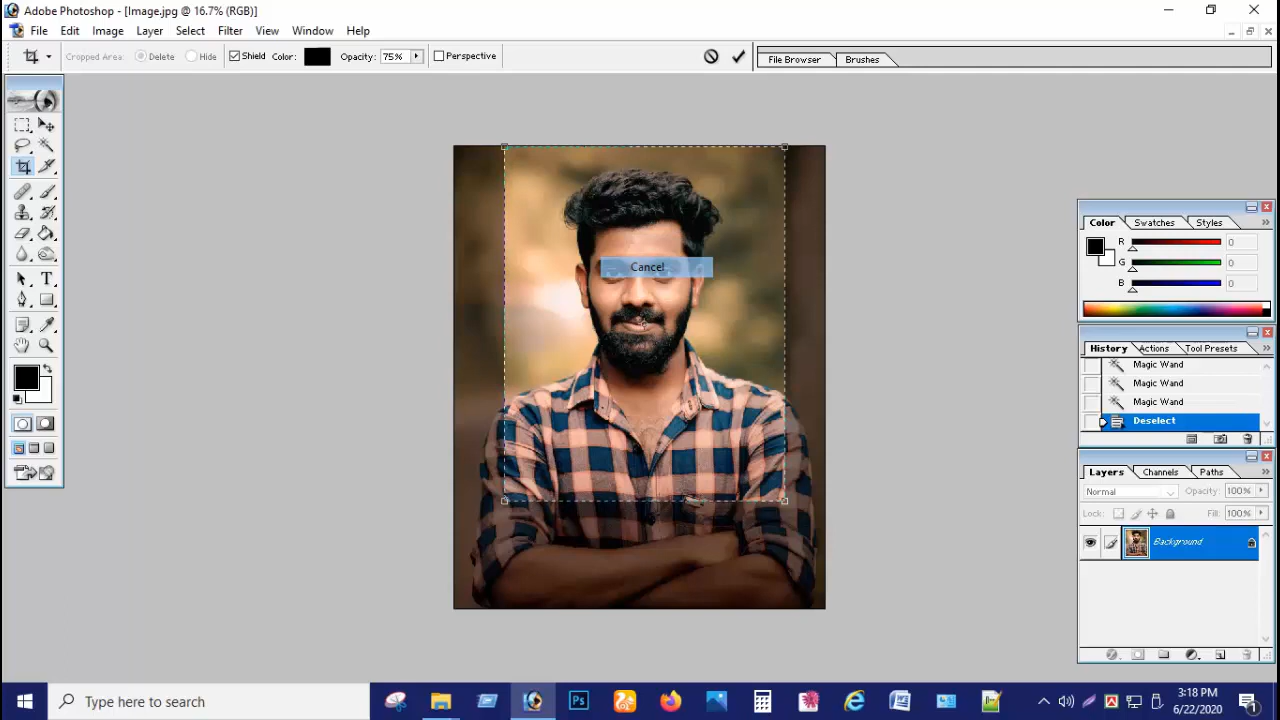 Adobe Photoshop - [Image.jpg @ 16.7% (RGB)]
File Edit Image Layer Select Filter View Window Help
Cropped Area: Delete Hide Shield Color: Opacity: 75% Perspective File Browser Brushes
Cancel
Color Swatches Styles
R 0
G 0
B 0
History Actions Tool Presets
Magic Wand
Magic Wand
Magic Wand
Deselect
Layers Channels Paths
Normal Opacity: 100%
Lock: Fill: 100%
Background
Type here to search
3:18 PM
6/22/2020